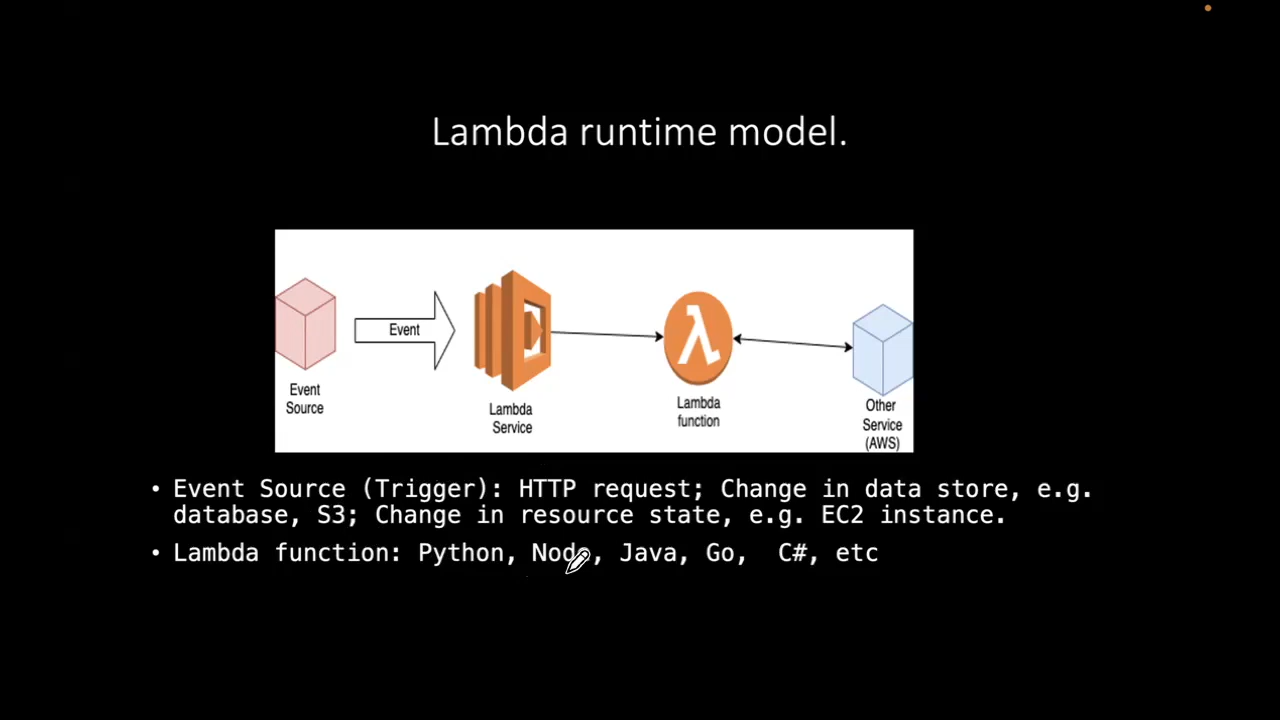 Lambda runtime model.
Event
Event
Source
Lambda
Service
Lambda
function
Other
Service
(AWS)
• Event Source (Trigger): HTTP request; Change in data store, e.g.
database, S3; Change in resource state, e.g. EC2 instance.
• Lambda function: Python, Node, Java, Go,  C#, etc